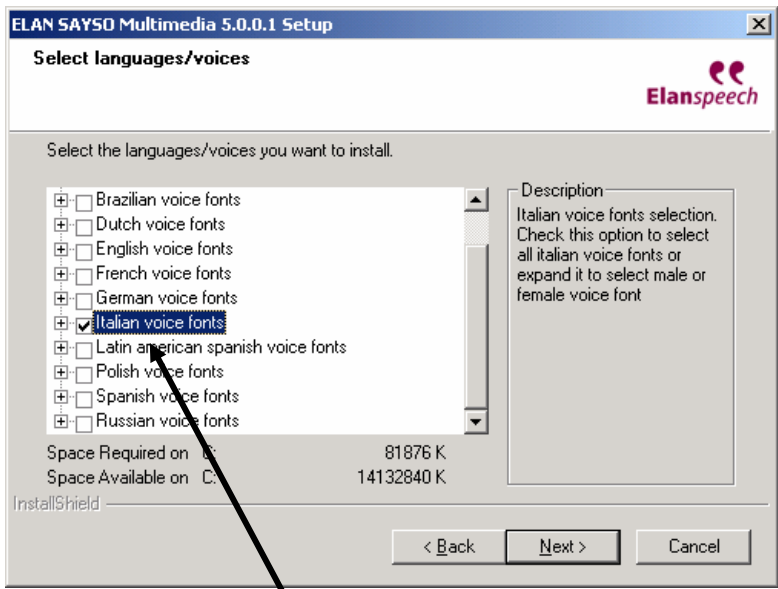 ELAN SAYSO Multimedia 5.0.0.1 Setup
Select languages/voices
Elanspeech
Select the languages/voices you want to install.
Brazilian voice fonts
Dutch voice fonts
English voice fonts
French voice fonts
German voice fonts
Italian voice fonts
Latin american spanish voice fonts
Polish voice fonts
Spanish voice fonts
Russian voice fonts
Description
Italian voice fonts selection.
Check this option to select
all italian voice fonts or
expand it to select male or
female voice font
Space Required on C: 81876 K
Space Available on C: 14132840 K
InstallShield
< Back
Next >
Cancel